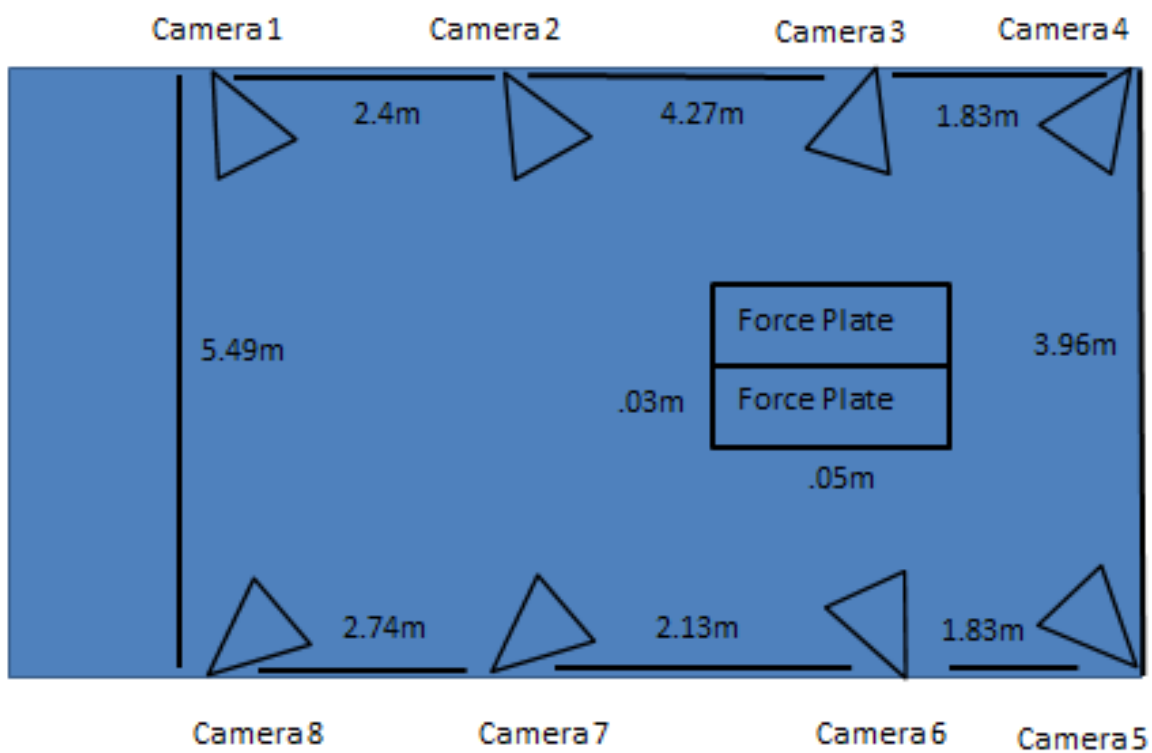 Camera 1
Camera 2
Camera 3
Camera 4
2.4m
4.27m
1.83m
Force Plate
5.49m
3.96m
.03m
Force Plate
.05m
2.74m
2.13m
1.83m
Camera 8
Camera 7
Camera 6
Camera 5